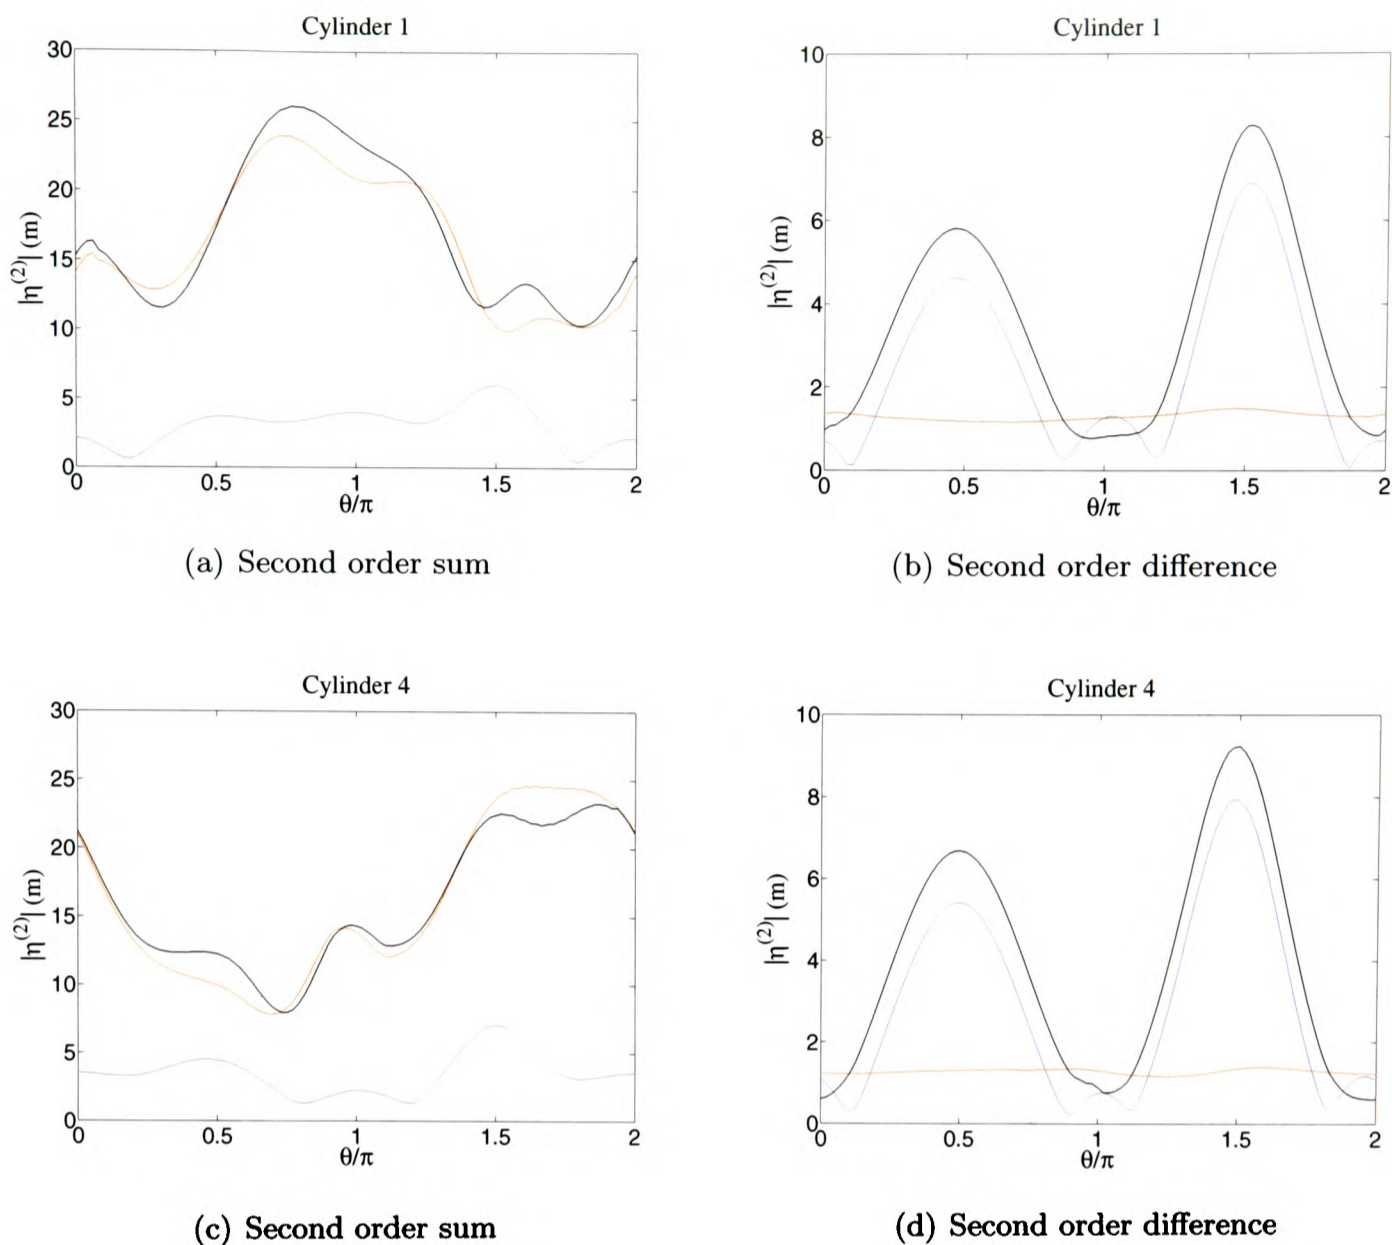 Cylinder 1
30
25
20
15
10
5
0
|η^(2)| (m)
0 0.5 1 1.5 2
θ/π
(a) Second order sum
Cylinder 1
10
8
6
4
2
0
|η^(2)| (m)
0 0.5 1 1.5 2
θ/π
(b) Second order difference
Cylinder 4
30
25
20
15
10
5
0
|η^(2)| (m)
0 0.5 1 1.5 2
θ/π
(c) Second order sum
Cylinder 4
10
8
6
4
2
0
|η^(2)| (m)
0 0.5 1 1.5 2
θ/π
(d) Second order difference